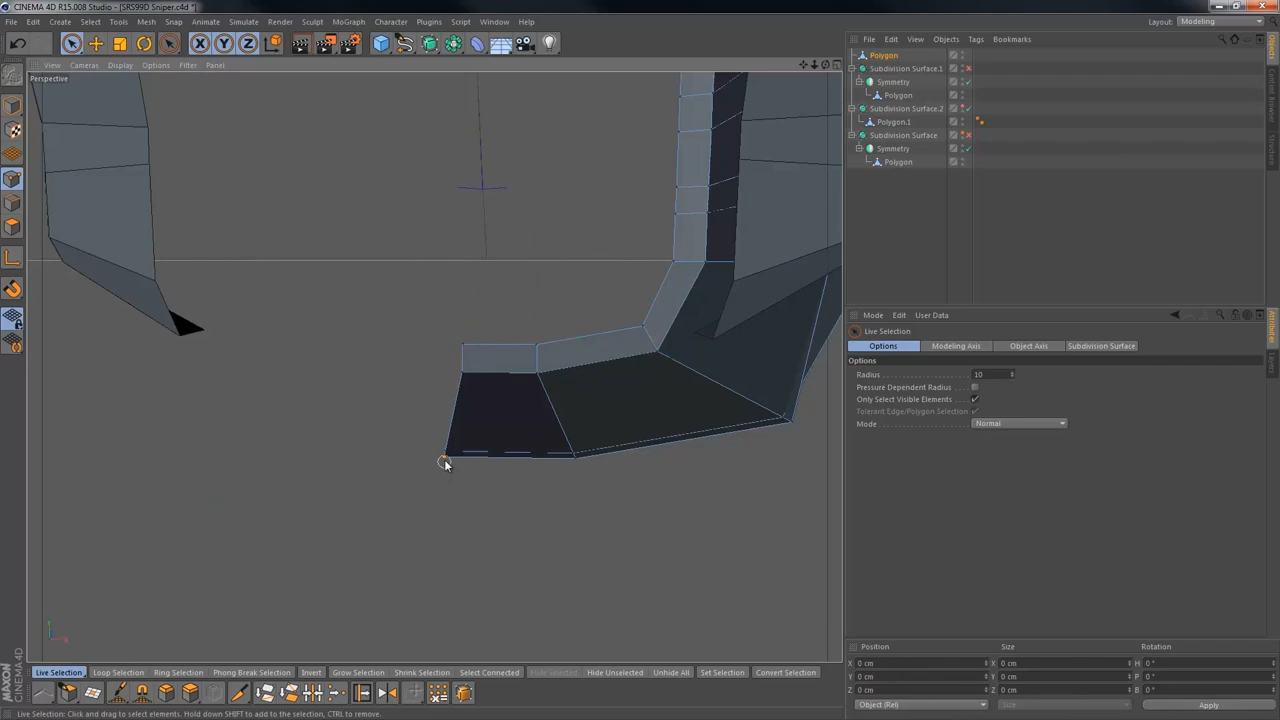 CINEMA 4D R15.008 Studio - [SRS99D Sniper.c4d *]
File Edit Create Select Tools Mesh Snap Animate Simulate Render Sculpt MoGraph Character Plugins Script Window Help
Layout: Modeling
X Y Z
View Cameras Display Options Filter Panel
Perspective
File Edit View Objects Tags Bookmarks
Polygon
Subdivision Surface.1
Symmetry
Polygon
Subdivision Surface.2
Polygon.1
Subdivision Surface
Symmetry
Polygon
Objects
Content Browser
Structure
Mode Edit User Data
Live Selection
Options Modeling Axis Object Axis Subdivision Surface
Options
Radius 10
Pressure Dependent Radius
Only Select Visible Elements
Tolerant Edge/Polygon Selection
Mode Normal
Attributes
Layers
Y
X
Position Size Rotation
X 0 cm X 0 cm H 0 °
Y 0 cm Y 0 cm P 0 °
Z 0 cm Z 0 cm B 0 °
Object (Rel) Size Apply
Live Selection Loop Selection Ring Selection Phong Break Selection Invert Grow Selection Shrink Selection Select Connected Hide Selected Hide Unselected Unhide All Set Selection Convert Selection
MAXON CINEMA 4D
Live Selection: Click and drag to select elements. Hold down SHIFT to add to the selection, CTRL to remove.